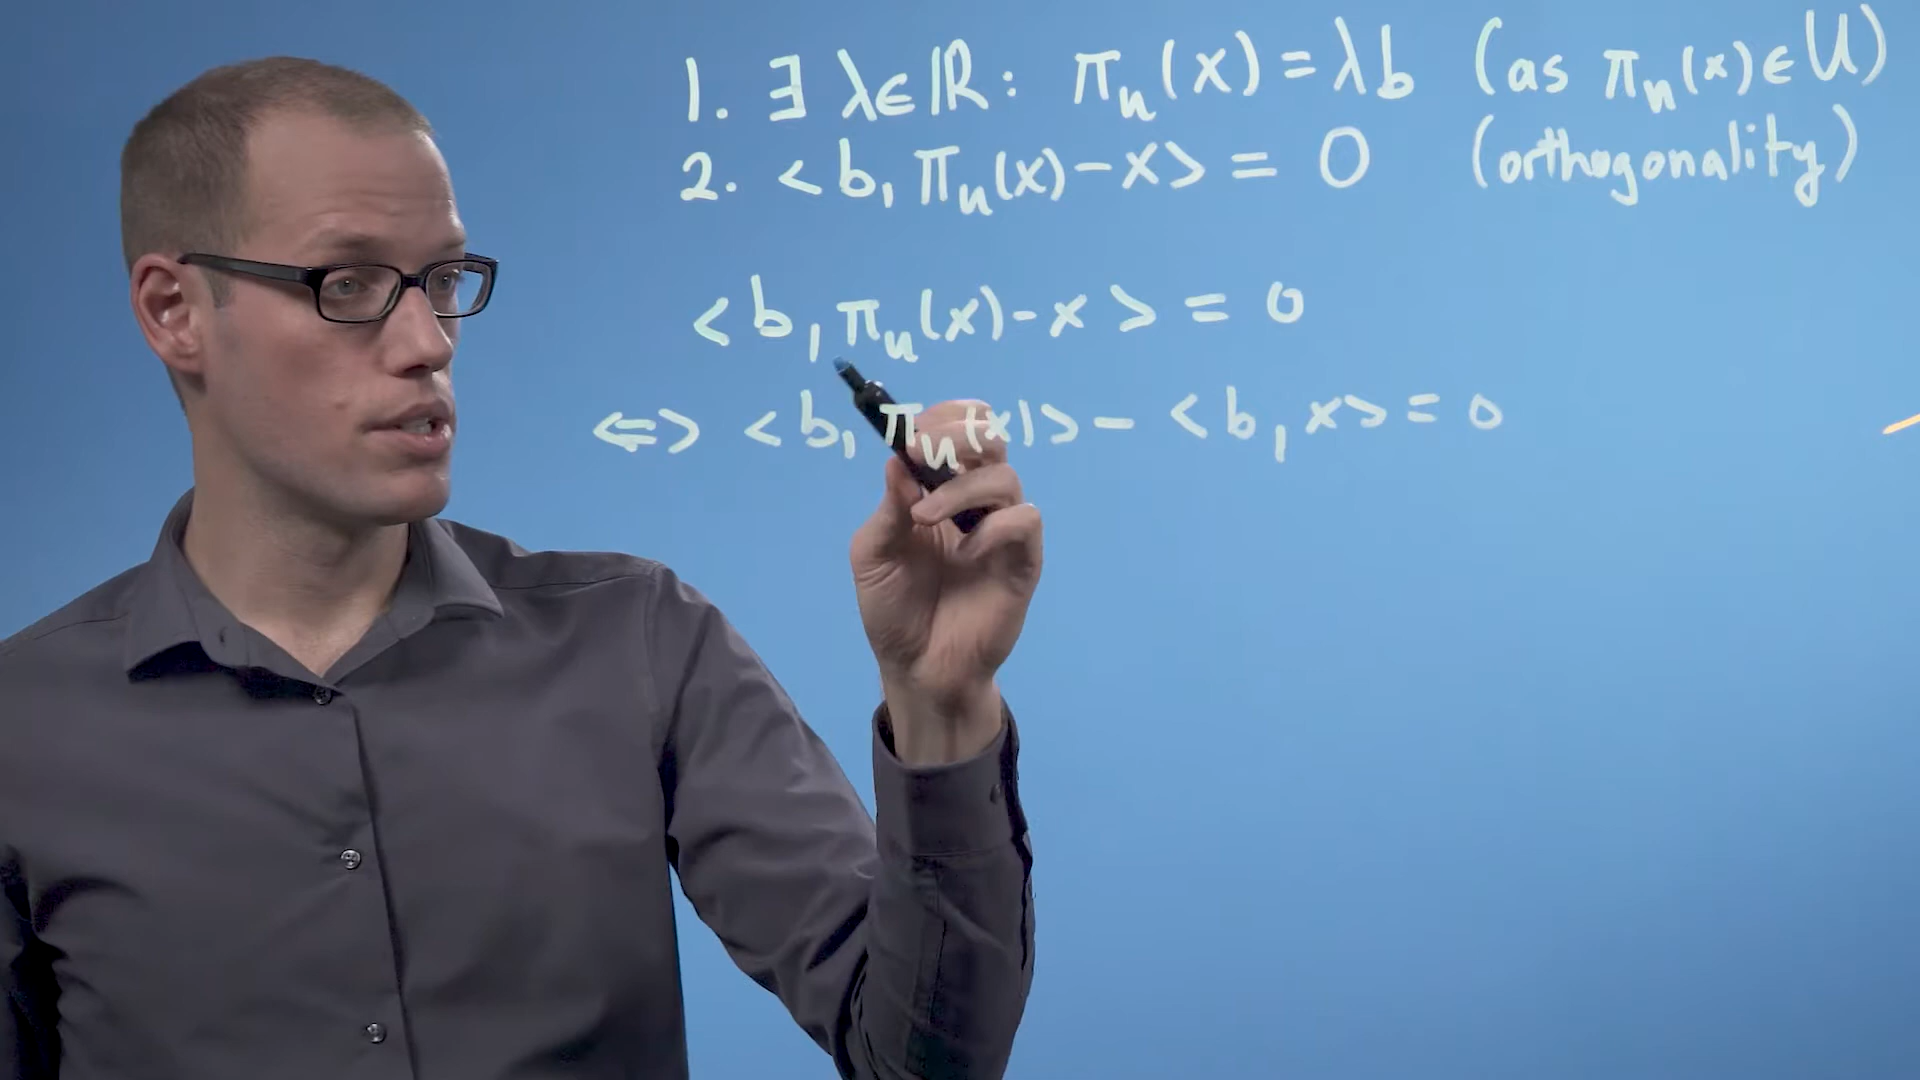 1. ∃ λ∈ℝ: π_u(x) = λb (as π_u(x)∈U)
2. <b, π_u(x)-x> = 0 (orthogonality)
<b, π_u(x)-x> = 0
⇔ <b, π_u(x)> - <b, x> = 0